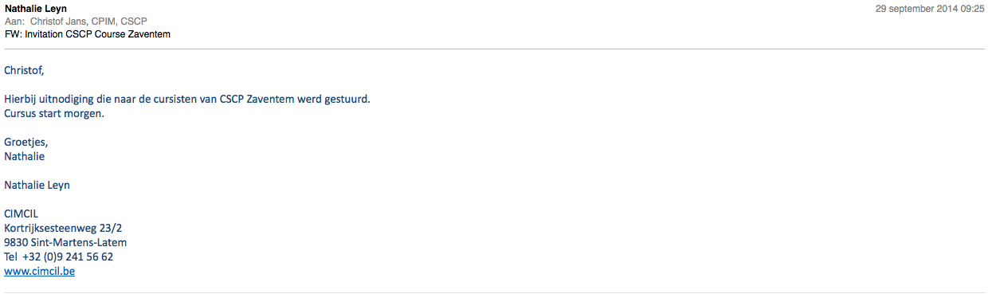 Nathalie Leyn
29 september 2014 09:25
Aan: Christof Jans, CPIM, CSCP
FW: Invitation CSCP Course Zaventem
Christof,
Hierbij uitnodiging die naar de cursisten van CSCP Zaventem werd gestuurd.
Cursus start morgen.
Groetjes,
Nathalie
Nathalie Leyn
CIMCIL
Kortrijksesteenweg 23/2
9830 Sint-Martens-Latem
Tel +32 (0)9 241 56 62
www.cimcil.be